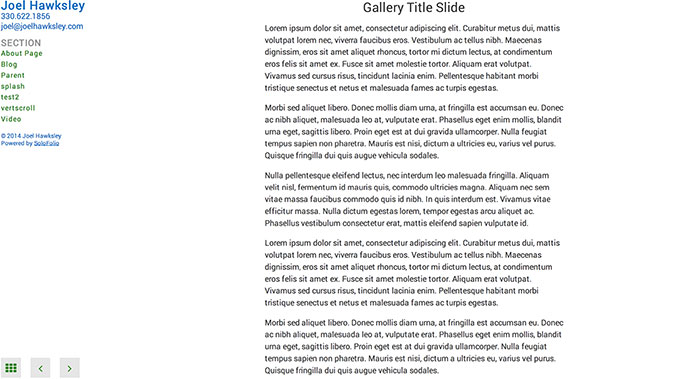 Joel Hawksley
330.622.1856
joel@joelhawksley.com
SECTION
About Page
Blog
Parent
splash
test2
vertscroll
Video
© 2014 Joel Hawksley
Powered by SoloFolio
Gallery Title Slide
Lorem ipsum dolor sit amet, consectetur adipiscing elit. Curabitur metus dui, mattis
volutpat lorem nec, viverra faucibus eros. Vestibulum ac tellus nibh. Maecenas
dignissim, eros sit amet aliquet rhoncus, tortor mi dictum lectus, at condimentum
eros felis sit amet ex. Fusce sit amet molestie tortor. Aliquam erat volutpat.
Vivamus sed cursus risus, tincidunt lacinia enim. Pellentesque habitant morbi
tristique senectus et netus et malesuada fames ac turpis egestas.
Morbi sed aliquet libero. Donec mollis diam urna, at fringilla est accumsan eu. Donec
ac nibh aliquet, malesuada leo at, vulputate erat. Phasellus eget enim mollis, blandit
urna eget, sagittis libero. Proin eget est at dui gravida ullamcorper. Nulla feugiat
tempus sapien non pharetra. Mauris est nisi, dictum a ultricies eu, varius vel purus.
Quisque fringilla dui quis augue vehicula sodales.
Nulla pellentesque eleifend lectus, nec interdum leo malesuada fringilla. Aliquam
velit nisl, fermentum id mauris quis, commodo ultricies magna. Aliquam nec sem
vitae massa faucibus commodo quis id nibh. In quis interdum est. Vivamus vitae
efficitur massa. Nulla dictum egestas lorem, tempor egestas arcu aliquet ac.
Phasellus vestibulum consectetur erat, mattis eleifend sapien vulputate id.
Lorem ipsum dolor sit amet, consectetur adipiscing elit. Curabitur metus dui, mattis
volutpat lorem nec, viverra faucibus eros. Vestibulum ac tellus nibh. Maecenas
dignissim, eros sit amet aliquet rhoncus, tortor mi dictum lectus, at condimentum
eros felis sit amet ex. Fusce sit amet molestie tortor. Aliquam erat volutpat.
Vivamus sed cursus risus, tincidunt lacinia enim. Pellentesque habitant morbi
tristique senectus et netus et malesuada fames ac turpis egestas.
Morbi sed aliquet libero. Donec mollis diam urna, at fringilla est accumsan eu. Donec
ac nibh aliquet, malesuada leo at, vulputate erat. Phasellus eget enim mollis, blandit
urna eget, sagittis libero. Proin eget est at dui gravida ullamcorper. Nulla feugiat
tempus sapien non pharetra. Mauris est nisi, dictum a ultricies eu, varius vel purus.
Quisque fringilla dui quis augue vehicula sodales.